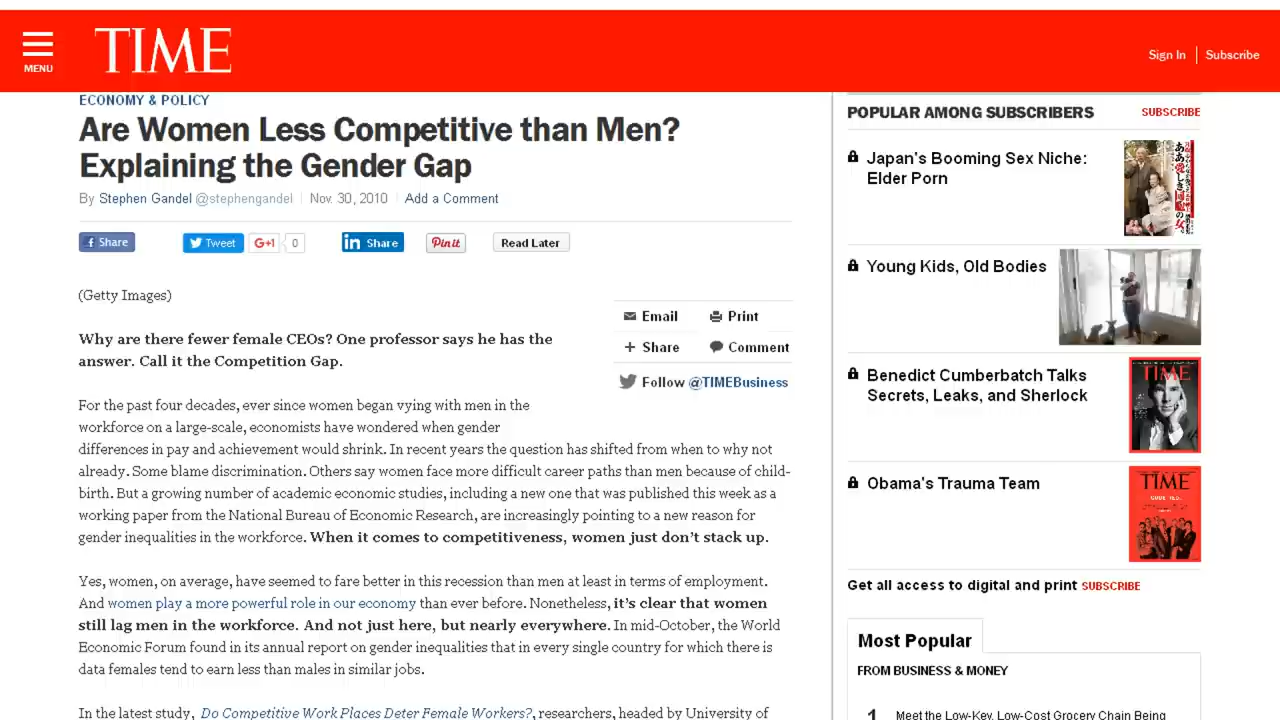 MENU
TIME
Sign In
Subscribe
ECONOMY & POLICY
Are Women Less Competitive than Men?
Explaining the Gender Gap
By Stephen Gandel @stephengandel
Nov. 30, 2010
Add a Comment
Share
Tweet
G+1
0
in Share
Pin it
Read Later
(Getty Images)
Email
Print
Share
Comment
Follow @TIMEBusiness
Why are there fewer female CEOs? One professor says he has the
answer. Call it the Competition Gap.
For the past four decades, ever since women began vying with men in the
workforce on a large-scale, economists have wondered when gender
differences in pay and achievement would shrink. In recent years the question has shifted from when to why not
already. Some blame discrimination. Others say women face more difficult career paths than men because of child-
birth. But a growing number of academic economic studies, including a new one that was published this week as a
working paper from the National Bureau of Economic Research, are increasingly pointing to a new reason for
gender inequalities in the workforce. When it comes to competitiveness, women just don't stack up.
Yes, women, on average, have seemed to fare better in this recession than men at least in terms of employment.
And women play a more powerful role in our economy than ever before. Nonetheless, it's clear that women
still lag men in the workforce. And not just here, but nearly everywhere. In mid-October, the World
Economic Forum found in its annual report on gender inequalities that in every single country for which there is
data females tend to earn less than males in similar jobs.
In the latest study, Do Competitive Work Places Deter Female Workers?, researchers, headed by University of
POPULAR AMONG SUBSCRIBERS
SUBSCRIBE
Japan's Booming Sex Niche:
Elder Porn
Young Kids, Old Bodies
Benedict Cumberbatch Talks
Secrets, Leaks, and Sherlock
TIME
Obama's Trauma Team
TIME
Get all access to digital and print SUBSCRIBE
Most Popular
FROM BUSINESS & MONEY
1 Meet the Low-Key, Low-Cost Grocery Chain Being